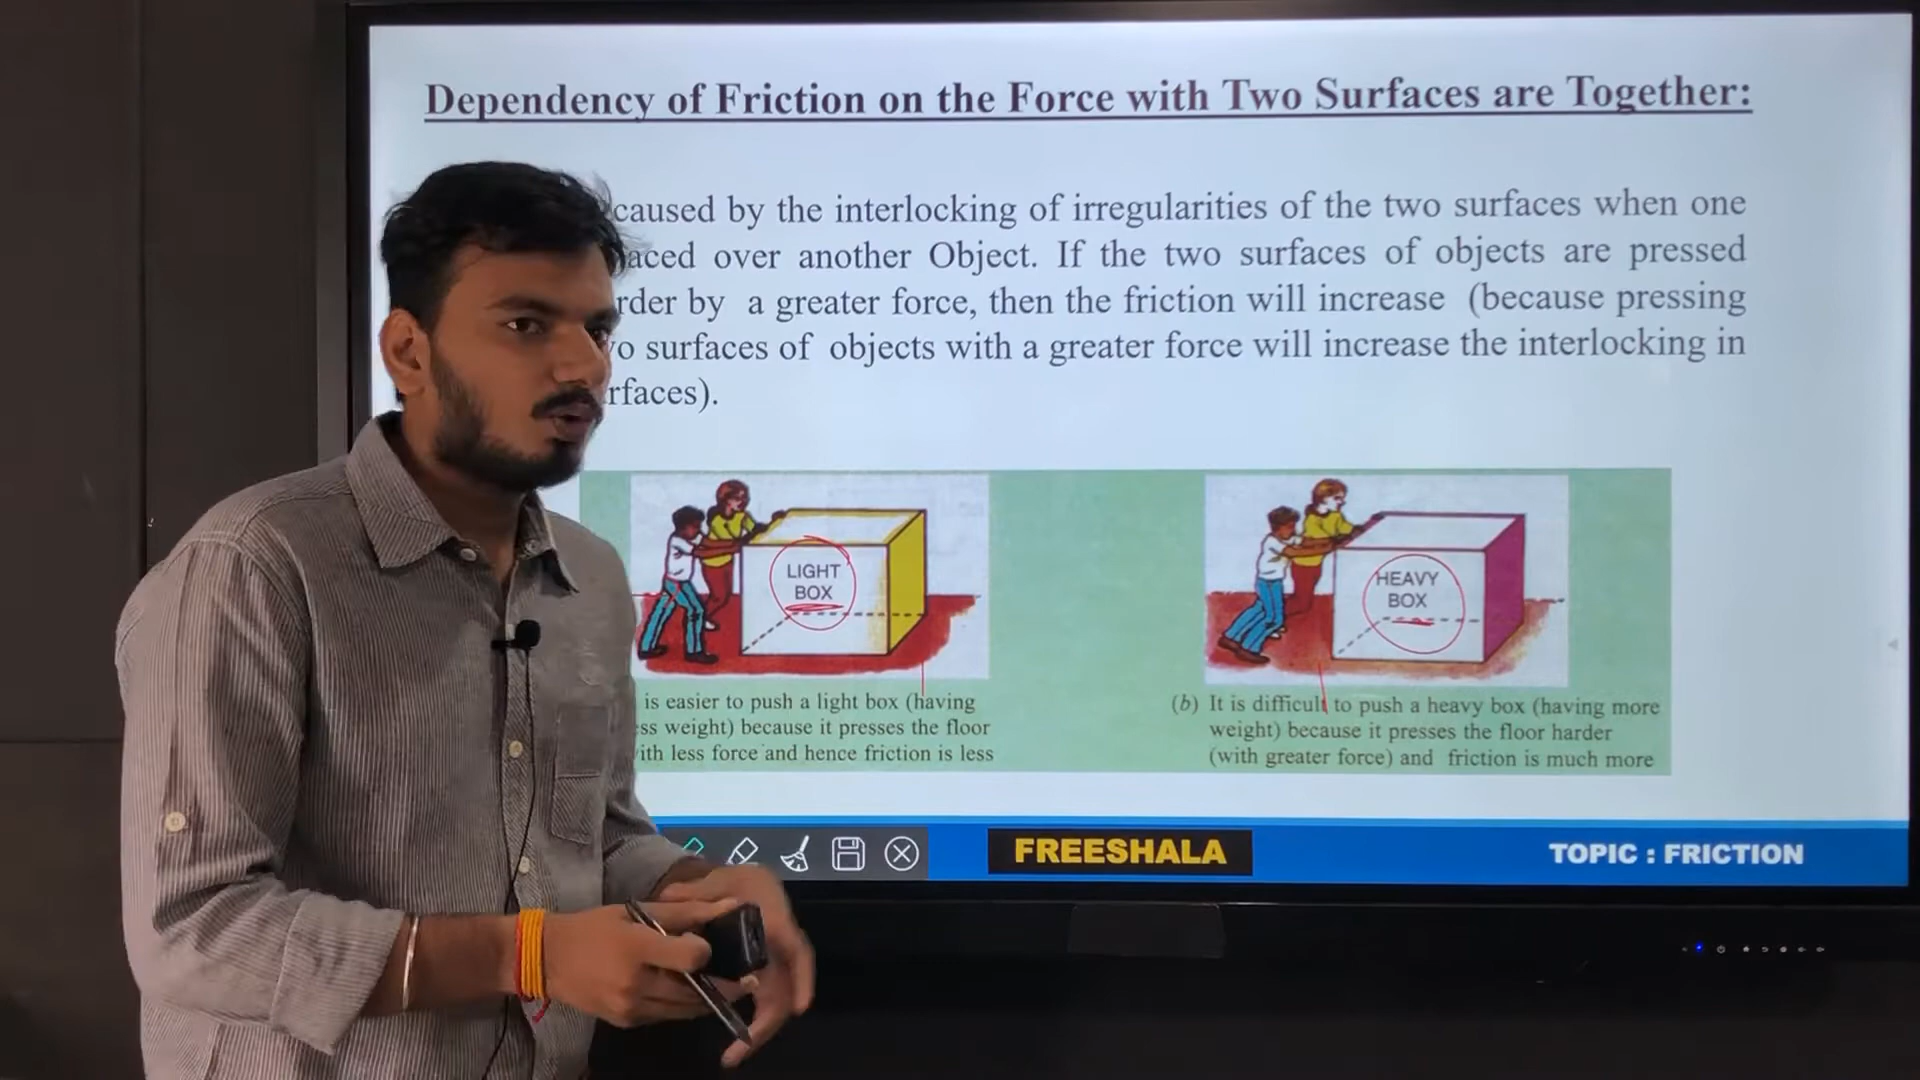 Dependency of Friction on the Force with Two Surfaces are Together:
caused by the interlocking of irregularities of the two surfaces when one
over another Object. If the two surfaces of objects are pressed
by a greater force, then the friction will increase (because pressing
surfaces of objects with a greater force will increase the interlocking in
LIGHT
BOX
HEAVY
BOX
is easier to push a light box (having
weight) because it presses the floor
less force and hence friction is less
(b) It is difficult to push a heavy box (having more
weight) because it presses the floor harder
(with greater force) and friction is much more
FREESHALA
TOPIC : FRICTION